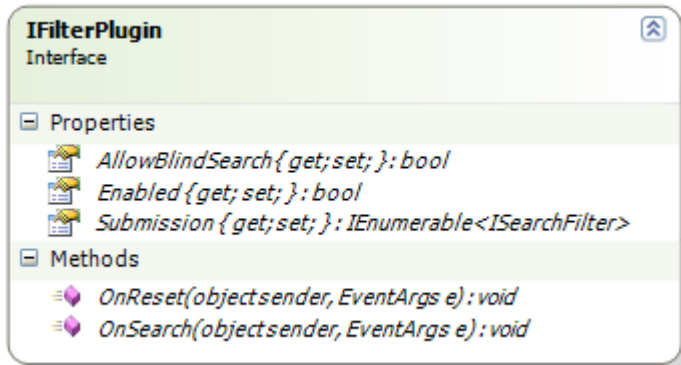 IFilterPlugin
Interface
Properties
AllowBlindSearch{ get; set; } : bool
Enabled {get; set; } : bool
Submission { get; set; } : IEnumerable<ISearchFilter>
Methods
OnReset(object sender, EventArgs e) : void
OnSearch(object sender, EventArgs e) : void